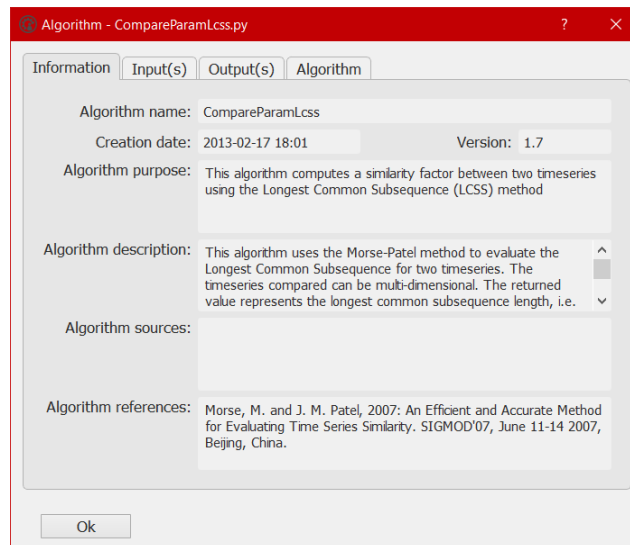 Algorithm - CompareParamLcss.py
Information Input(s) Output(s) Algorithm
Algorithm name: CompareParamLcss
Creation date: 2013-02-17 18:01 Version: 1.7
Algorithm purpose: This algorithm computes a similarity factor between two timeseries
using the Longest Common Subsequence (LCSS) method
Algorithm description: This algorithm uses the Morse-Patel method to evaluate the
Longest Common Subsequence for two timeseries. The
timeseries compared can be multi-dimensional. The returned
value represents the longest common subsequence length, i.e.
Algorithm sources:
Algorithm references: Morse, M. and J. M. Patel, 2007: An Efficient and Accurate Method
for Evaluating Time Series Similarity. SIGMOD'07, June 11-14 2007,
Beijing, China.
Ok